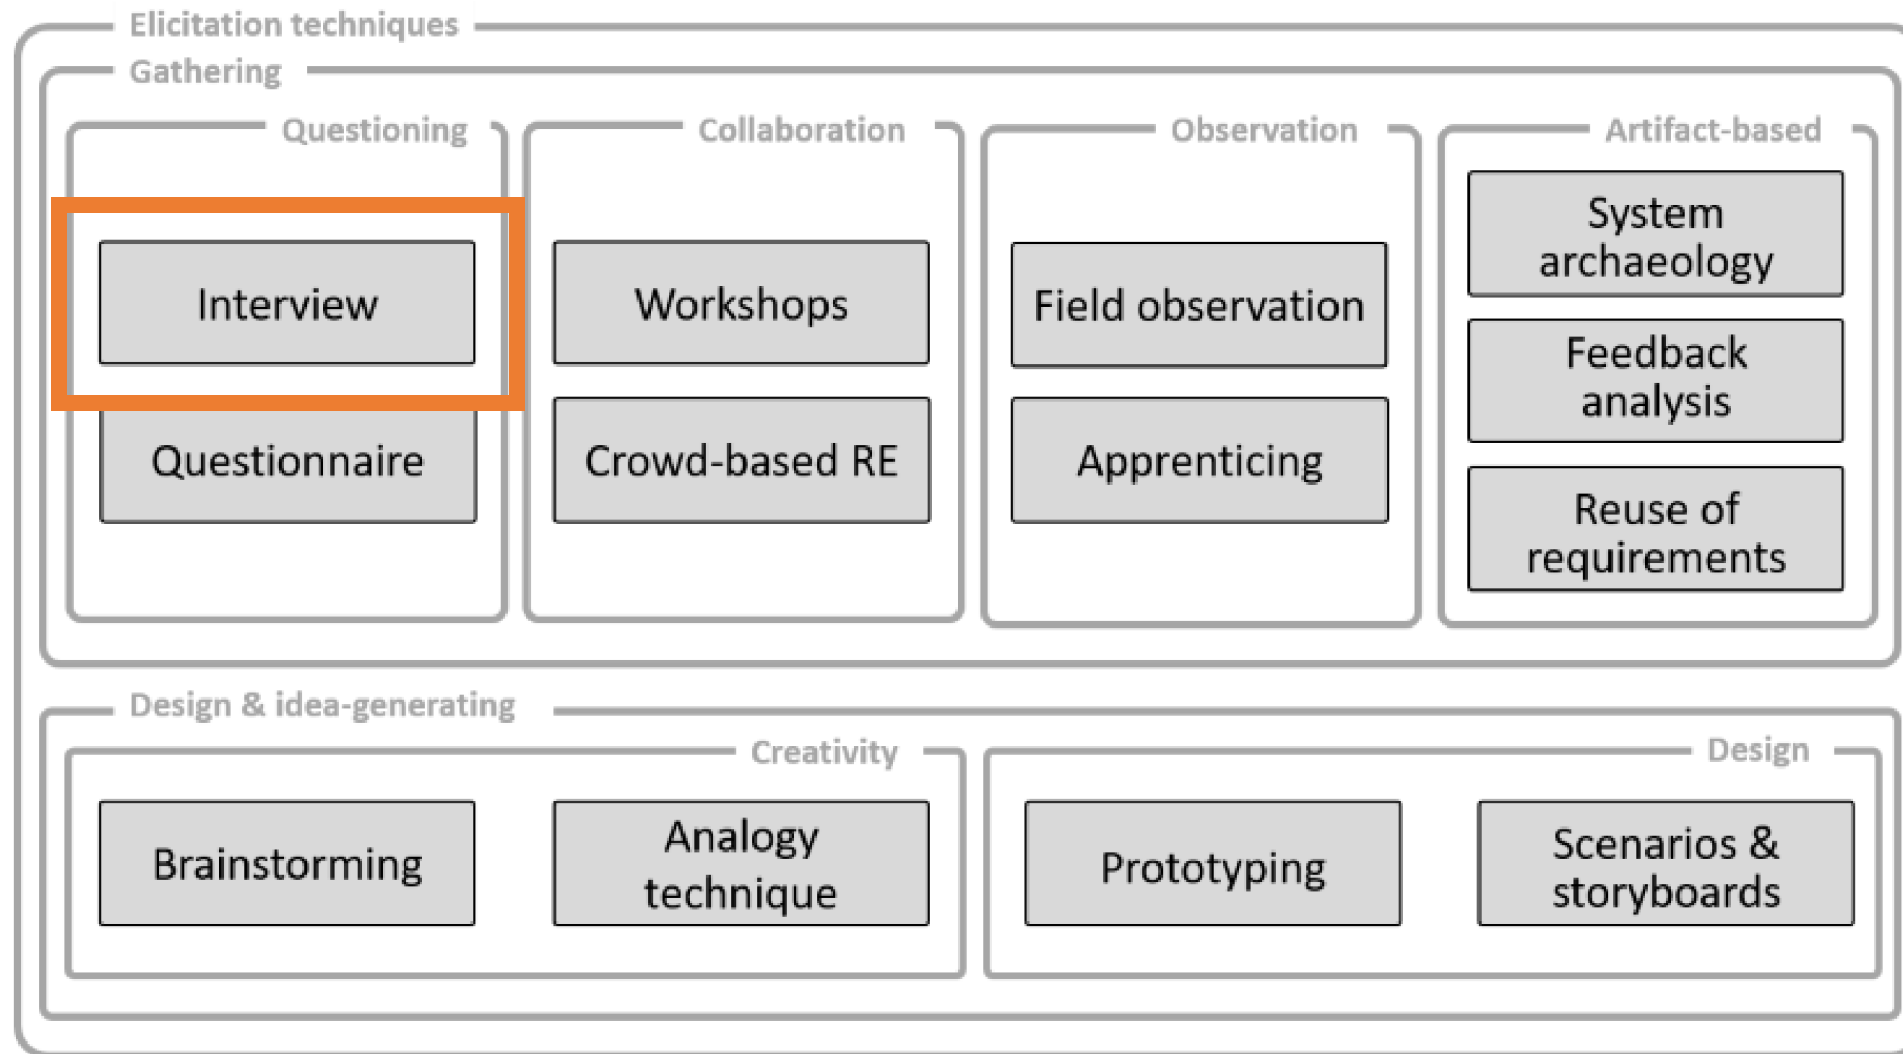 Elicitation techniques
Gathering
Questioning
Collaboration
Observation
Artifact-based
Interview
Questionnaire
Workshops
Crowd-based RE
Field observation
Apprenticing
System
archaeology
Feedback
analysis
Reuse of
requirements
Design & idea-generating
Creativity
Design
Brainstorming
Analogy
technique
Prototyping
Scenarios &
storyboards